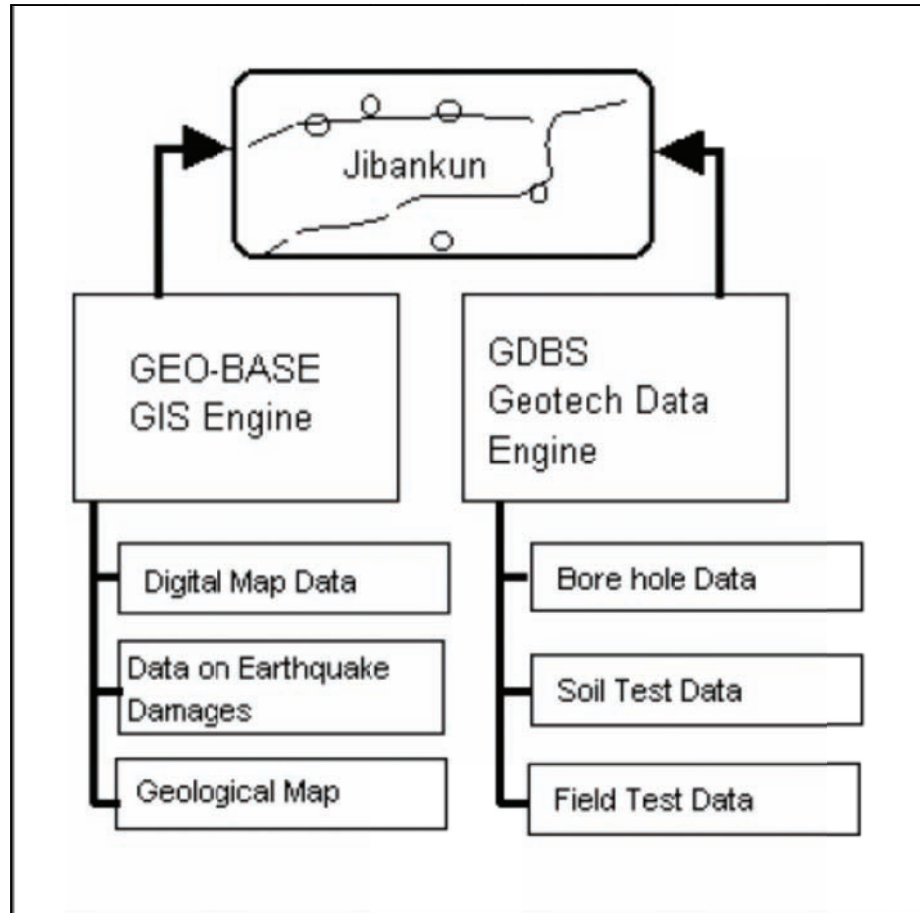 Jibankun
GEO-BASE
GIS Engine
GDBS
Geotech Data
Engine
Digital Map Data
Data on Earthquake
Damages
Geological Map
Bore hole Data
Soil Test Data
Field Test Data